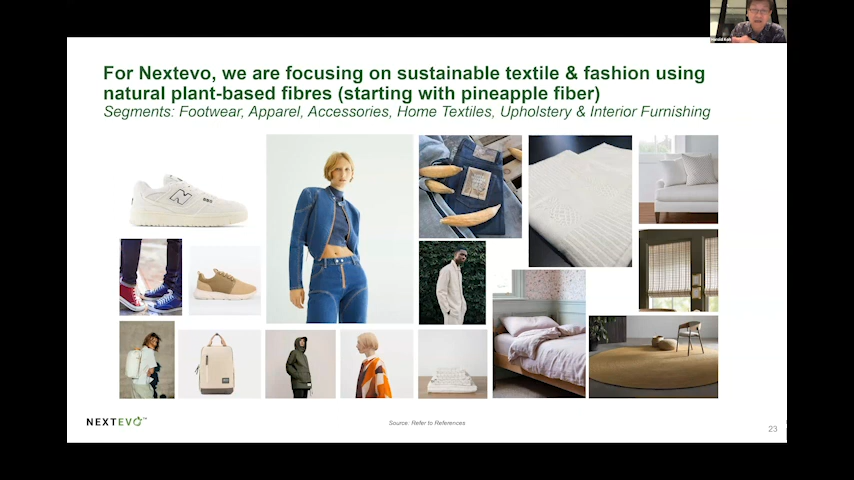 For Nextevo, we are focusing on sustainable textile & fashion using
natural plant-based fibres (starting with pineapple fiber)
Segments: Footwear, Apparel, Accessories, Home Textiles, Upholstery & Interior Furnishing
N
NEXTEVO™
Source: Refer to References
23